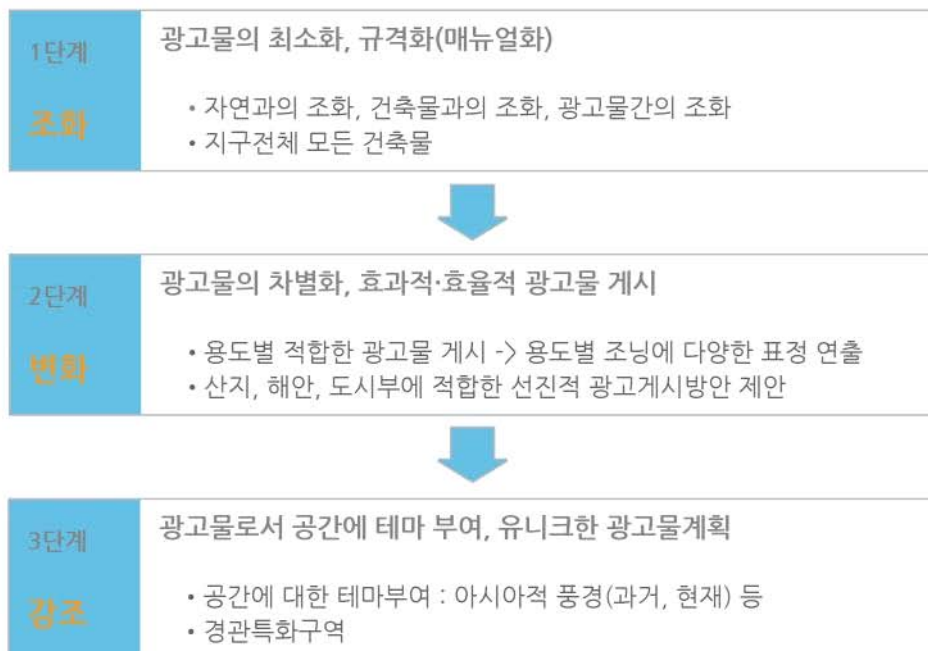 1단계
조화
광고물의 최소화, 규격화(매뉴얼화)
• 자연과의 조화, 건축물과의 조화, 광고물간의 조화
• 지구전체 모든 건축물
2단계
변화
광고물의 차별화, 효과적·효율적 광고물 게시
• 용도별 적합한 광고물 게시 -> 용도별 조닝에 다양한 표정 연출
• 산지, 해안, 도시부에 적합한 선진적 광고게시방안 제안
3단계
강조
광고물로서 공간에 테마 부여, 유니크한 광고물계획
• 공간에 대한 테마부여 : 아시아적 풍경(과거, 현재) 등
• 경관특화구역